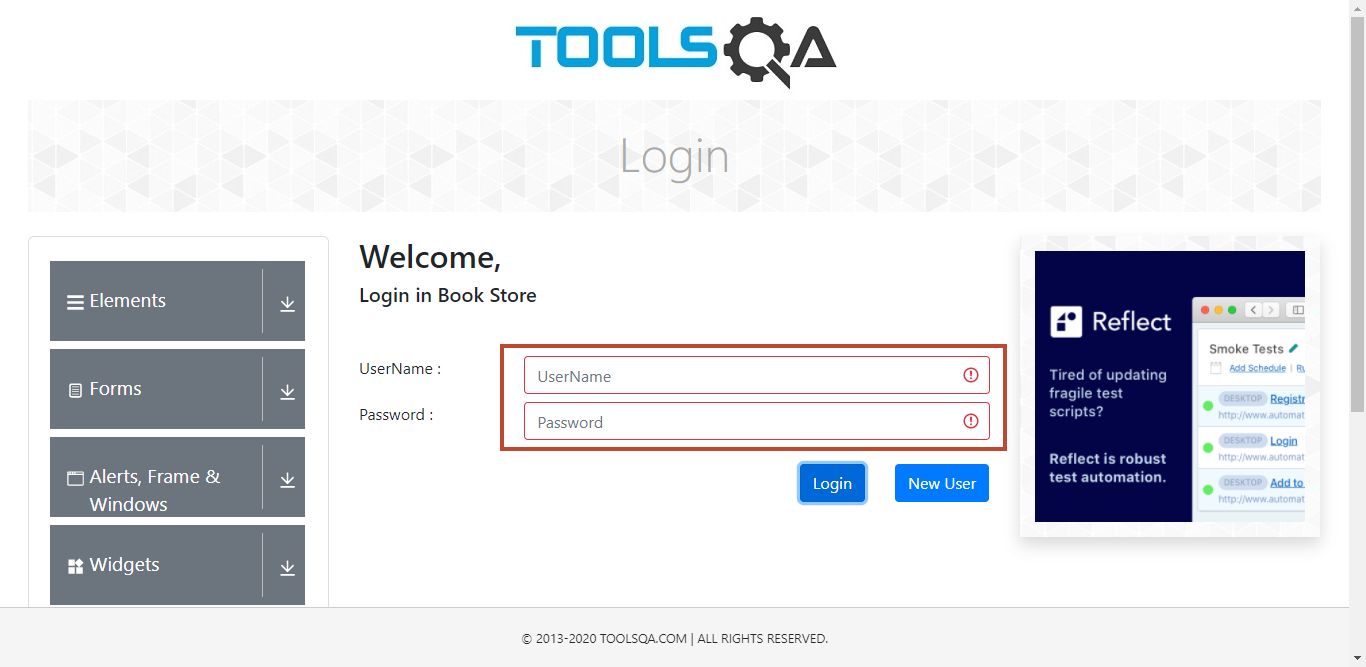 TOOLSQA
Login
Elements
Forms
Alerts, Frame &
Windows
Widgets
Welcome,
Login in Book Store
UserName :
UserName
Password :
Password
Login
New User
Reflect
Tired of updating
fragile test
scripts?
Reflect is robust
test automation.
Smoke Tests
Add Schedule | Ru
DESKTOP Registr
http://www.automat
DESKTOP Login
http://www.automat
DESKTOP Add to
http://www.automat
© 2013-2020 TOOLSQA.COM | ALL RIGHTS RESERVED.